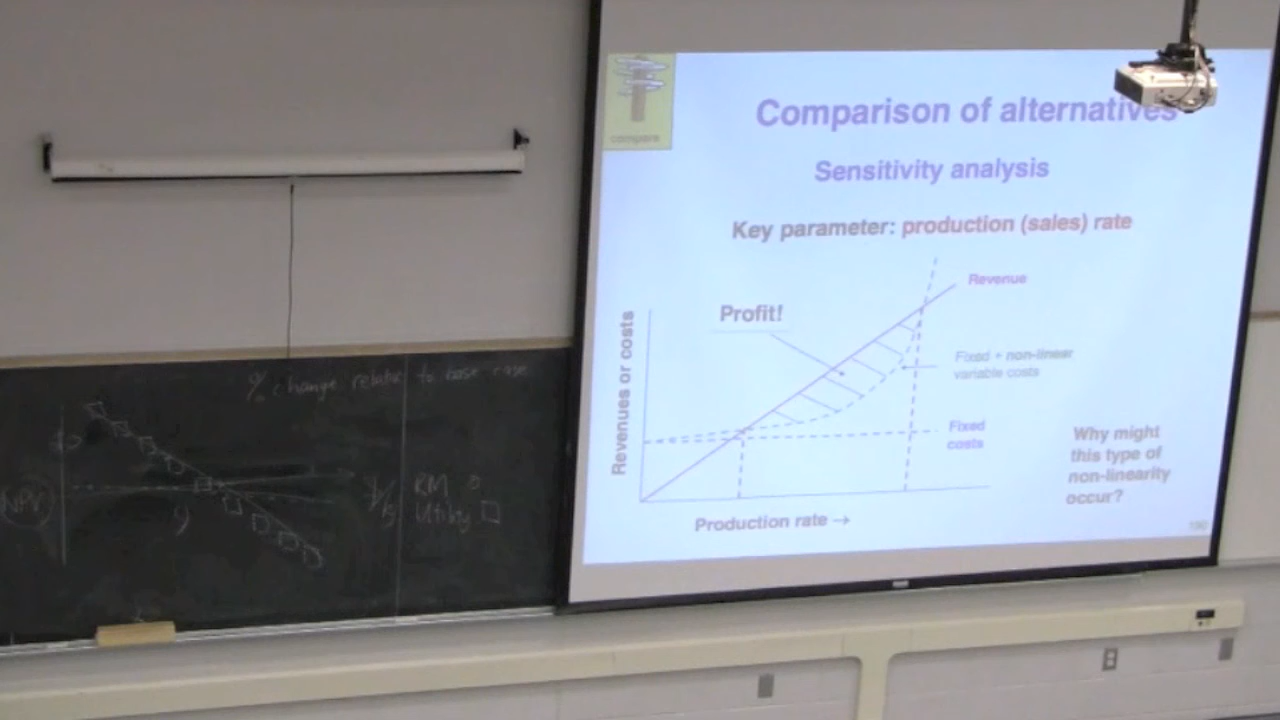 % change relative to base case
NPV
RM
Utility
compare
Comparison of alternatives
Sensitivity analysis
Key parameter: production (sales) rate
Revenue
Profit!
Revenues or costs
Fixed + non-linear
variable costs
Fixed
costs
Why might
this type of
non-linearity
occur?
Production rate →